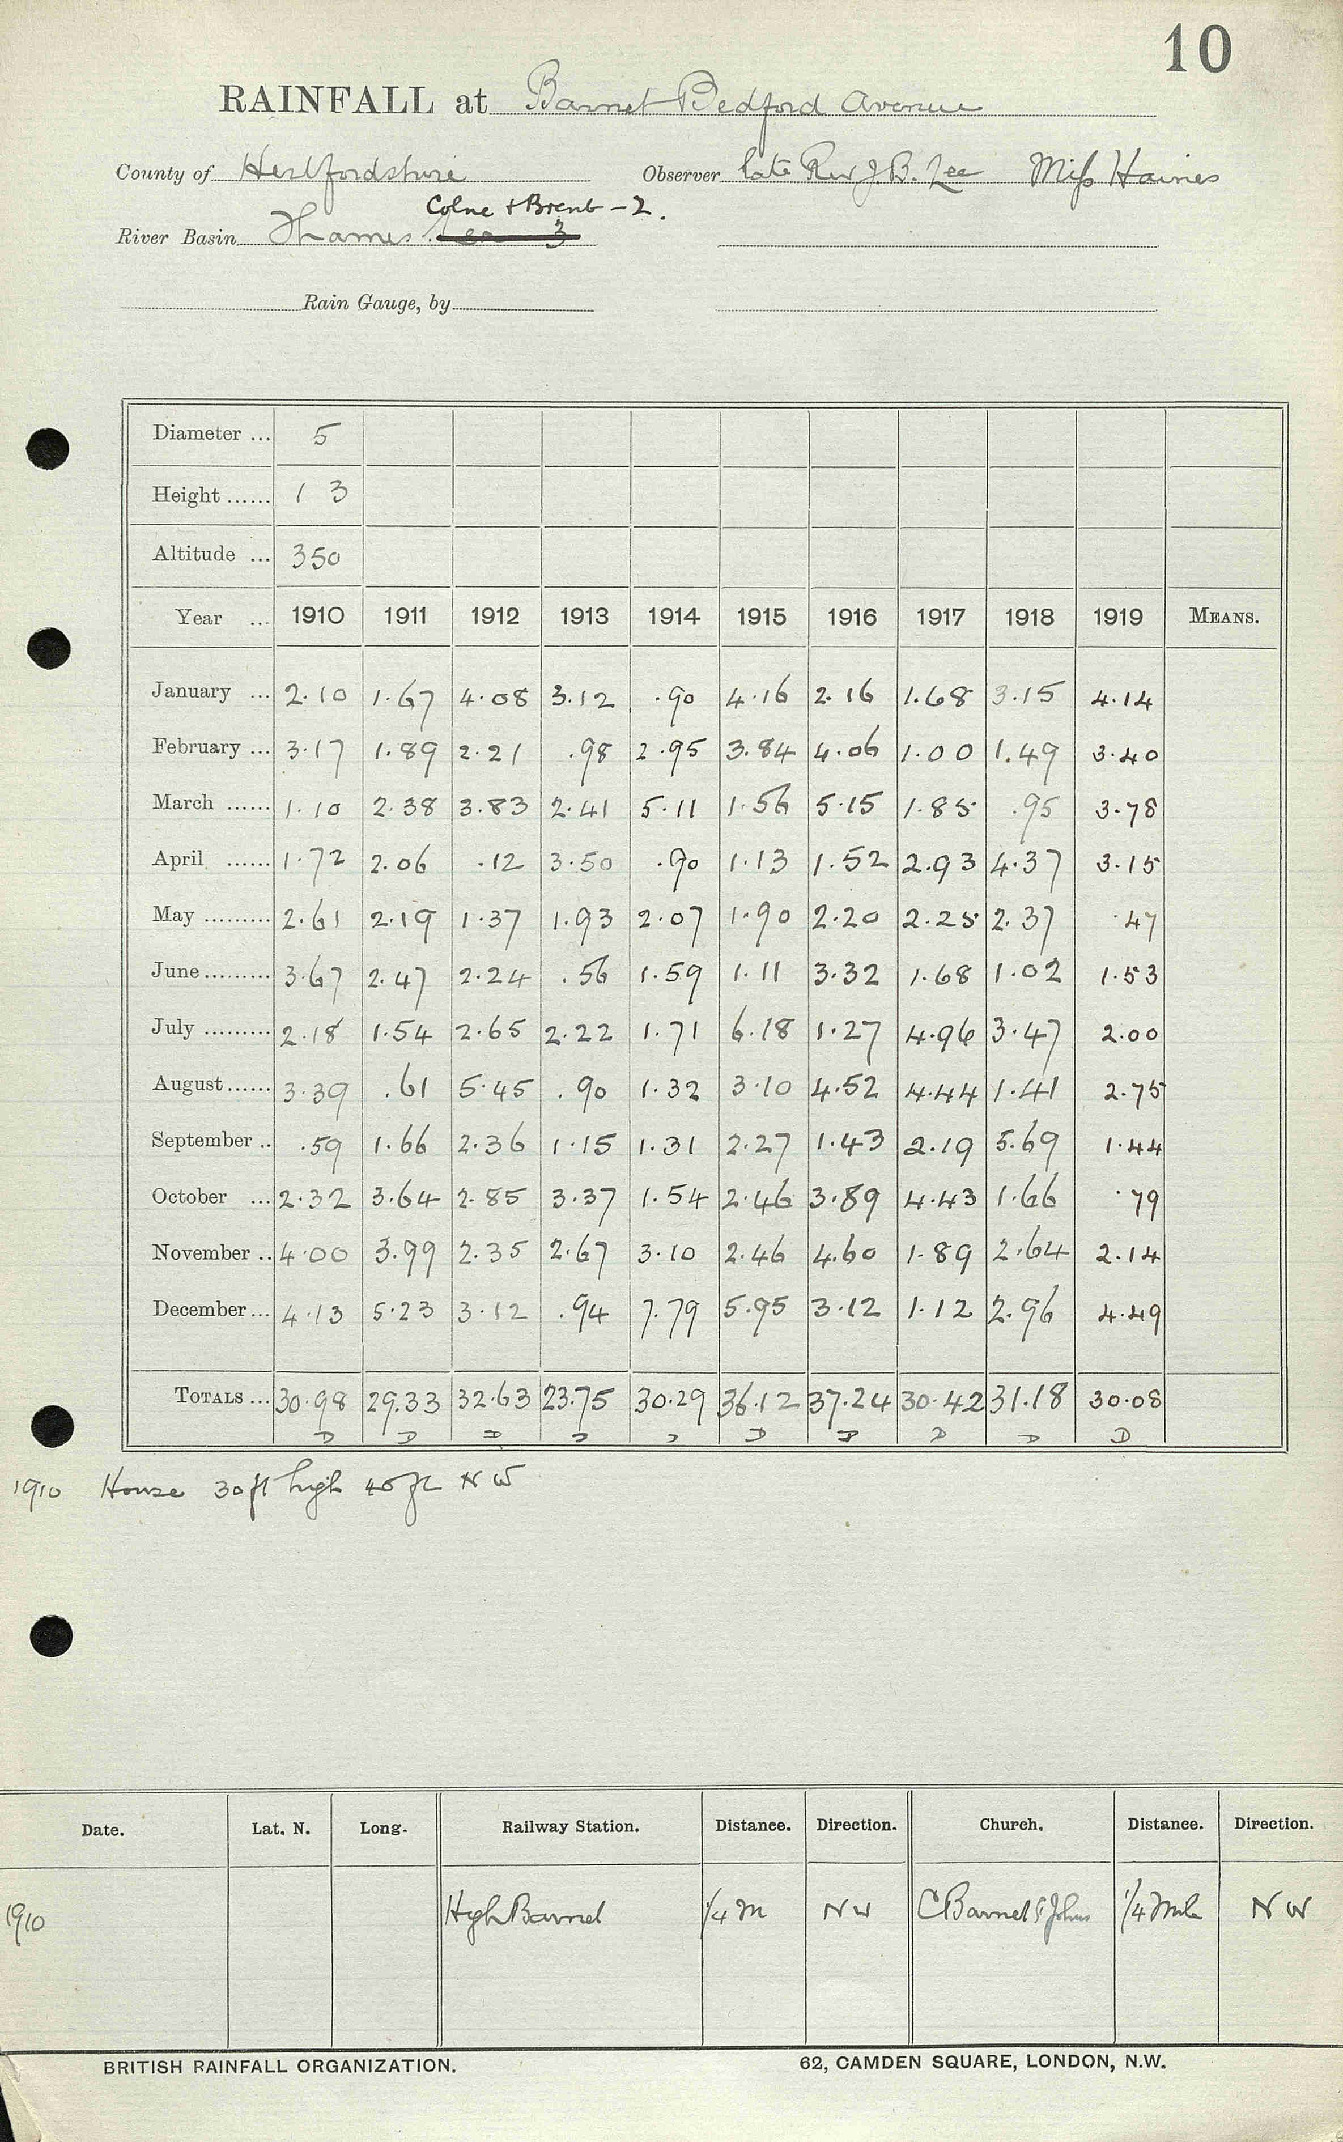 10
RAINFALL at Barnet Bedford Avenue
County of Hertfordshire Observer late Rev J. B. Lee Miss Haines
Colne + Brent - 2.
River Basin Thames Lea 3
Rain Gauge, by
Diameter ... 5
Height ...... 1 3
Altitude ... 350
Year ... 1910 1911 1912 1913 1914 1915 1916 1917 1918 1919 MEANS.
January ... 2.10 1.67 4.08 3.12 .90 4.16 2.16 1.68 3.15 4.14
February ... 3.17 1.89 2.21 .98 2.95 3.84 4.06 1.00 1.49 3.40
March ...... 1.10 2.38 3.83 2.41 5.11 1.56 5.15 1.85 .95 3.78
April ...... 1.72 2.06 .12 3.50 .90 1.13 1.52 2.93 4.37 3.15
May ......... 2.61 2.19 1.37 1.93 2.07 1.90 2.20 2.25 2.37 .47
June ......... 3.67 2.47 2.24 .56 1.59 1.11 3.32 1.68 1.02 1.53
July ......... 2.18 1.54 2.65 2.22 1.71 6.18 1.27 4.96 3.47 2.00
August ...... 3.39 .61 5.45 .90 1.32 3.10 4.52 4.44 1.41 2.75
September .. .59 1.66 2.36 1.15 1.31 2.27 1.43 2.19 5.69 1.44
October ... 2.32 3.64 2.85 3.37 1.54 2.46 3.89 4.43 1.66 .79
November .. 4.00 3.99 2.35 2.67 3.10 2.46 4.60 1.89 2.64 2.14
December ... 4.13 5.23 3.12 .94 7.79 5.95 3.12 1.12 2.96 4.49
TOTALS ... 30.98 29.33 32.63 23.75 30.29 36.12 37.24 30.42 31.18 30.08
D D D D D D D D D D
1910 House 30 ft high 45 ft N W
Date. Lat. N. Long. Railway Station. Distance. Direction. Church. Distance. Direction.
1910 High Barnet 1/4 m N W C Barnet St Johns 1/4 Mile N W
BRITISH RAINFALL ORGANIZATION. 62, CAMDEN SQUARE, LONDON, N.W.